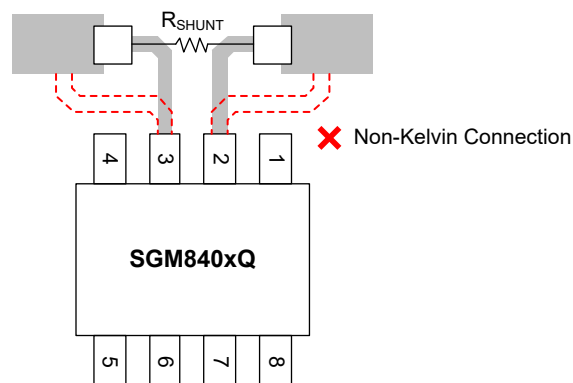 RSHUNT
4 3 2 1
Non-Kelvin Connection
SGM840xQ
5 6 7 8